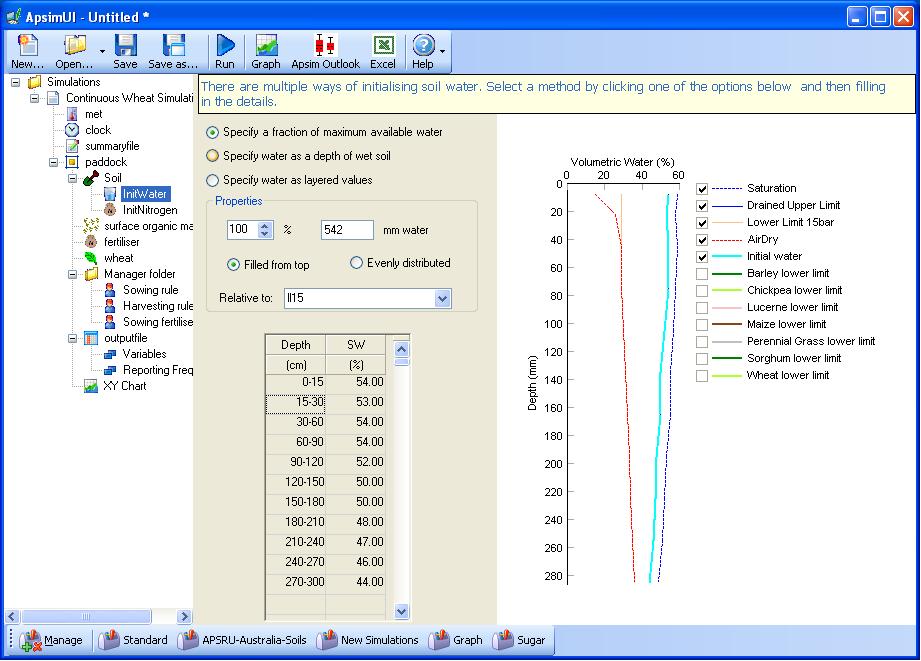 ApsimUI - Untitled *
New... Open... Save Save as... Run Graph Apsim Outlook Excel Help
Simulations
Continuous Wheat Simulati
met
clock
summaryfile
paddock
Soil
InitWater
InitNitrogen
surface organic ma
fertiliser
wheat
Manager folder
Sowing rule
Harvesting rule
Sowing fertilise
outputfile
Variables
Reporting Freq
XY Chart
There are multiple ways of initialising soil water. Select a method by clicking one of the options below and then filling
in the details.
Specify a fraction of maximum available water
Specify water as a depth of wet soil
Specify water as layered values
Properties
100 % 542 mm water
Filled from top Evenly distributed
Relative to: ll15
Depth SW
(cm) (%)
0-15 54.00
15-30 53.00
30-60 54.00
60-90 54.00
90-120 52.00
120-150 50.00
150-180 50.00
180-210 48.00
210-240 47.00
240-270 46.00
270-300 44.00
Volumetric Water (%)
0 20 40 60
0
20
40
60
80
100
120
140
160
180
200
220
240
260
280
Depth (mm)
Saturation
Drained Upper Limit
Lower Limit 15bar
AirDry
Initial water
Barley lower limit
Chickpea lower limit
Lucerne lower limit
Maize lower limit
Perennial Grass lower limit
Sorghum lower limit
Wheat lower limit
Manage Standard APSRU-Australia-Soils New Simulations Graph Sugar